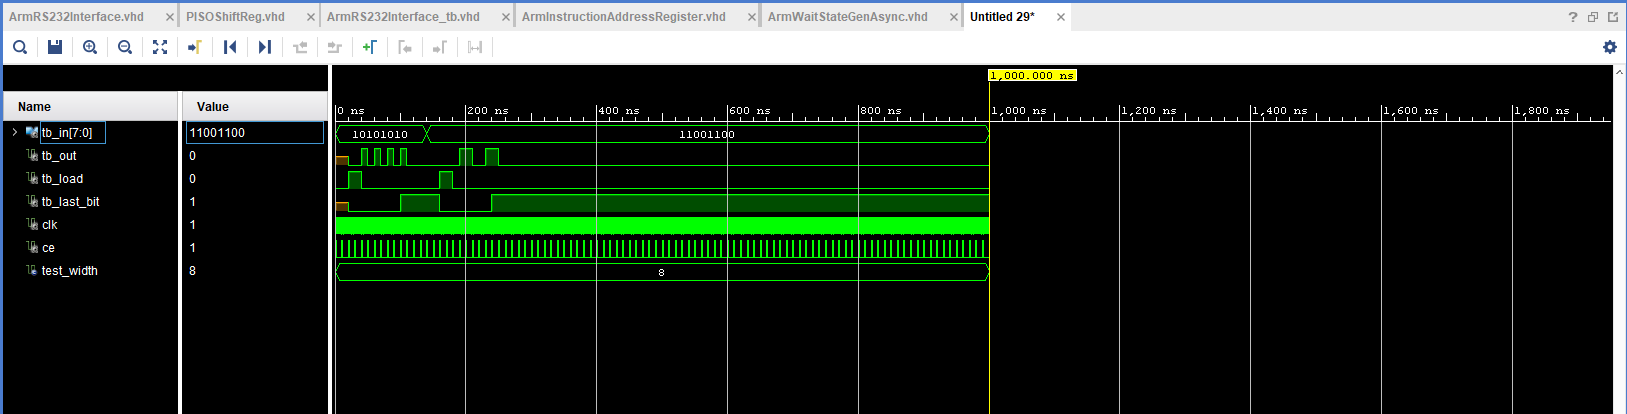 ArmRS232Interface.vhd × PISOShiftReg.vhd × ArmRS232Interface_tb.vhd × ArmInstructionAddressRegister.vhd × ArmWaitStateGenAsync.vhd × Untitled 29* × ?
1,000.000 ns
Name Value
0 ns 200 ns 400 ns 600 ns 800 ns 1,000 ns 1,200 ns 1,400 ns 1,600 ns 1,800 ns
tb_in[7:0] 11001100 10101010 11001100
tb_out 0
tb_load 0
tb_last_bit 1
clk 1
ce 1
test_width 8 8